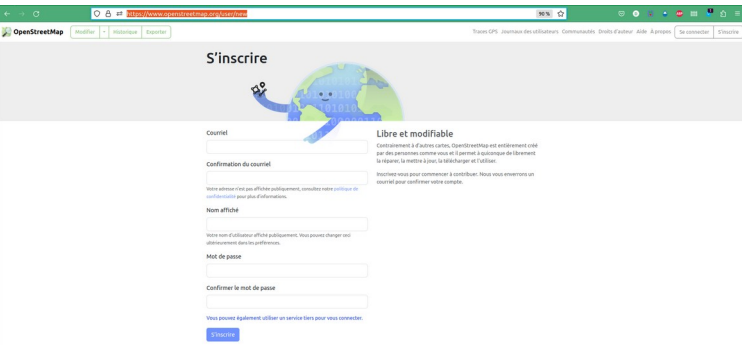 https://www.openstreetmap.org/user/new
90 %
OpenStreetMap
Modifier
Historique
Exporter
Traces GPS Journaux des utilisateurs Communautés Droits d'auteur Aide À propos
Se connecter
S'inscrire
S'inscrire
Courriel
Confirmation du courriel
Votre adresse n'est pas affichée publiquement, consultez notre politique de
confidentialité pour plus d'informations.
Nom affiché
Votre nom d'utilisateur affiché publiquement. Vous pouvez changer ceci
ultérieurement dans les préférences.
Mot de passe
Confirmer le mot de passe
Vous pouvez également utiliser un service tiers pour vous connecter.
S'inscrire
Libre et modifiable
Contrairement à d'autres cartes, OpenStreetMap est entièrement créé
par des personnes comme vous et il permet à quiconque de librement
la réparer, la mettre à jour, la télécharger et l'utiliser.
Inscrivez-vous pour commencer à contribuer. Nous vous enverrons un
courriel pour confirmer votre compte.